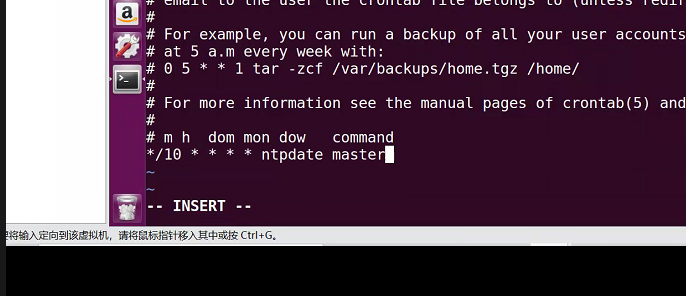 # email to the user the crontab file belongs to (unless redir
#
# For example, you can run a backup of all your user accounts
# at 5 a.m every week with:
# 0 5 * * 1 tar -zcf /var/backups/home.tgz /home/
#
# For more information see the manual pages of crontab(5) and
#
# m h  dom mon dow   command
*/10 * * * * ntpdate master
~
~
-- INSERT --
将输入定向到该虚拟机，请将鼠标指针移入其中或按 Ctrl+G。